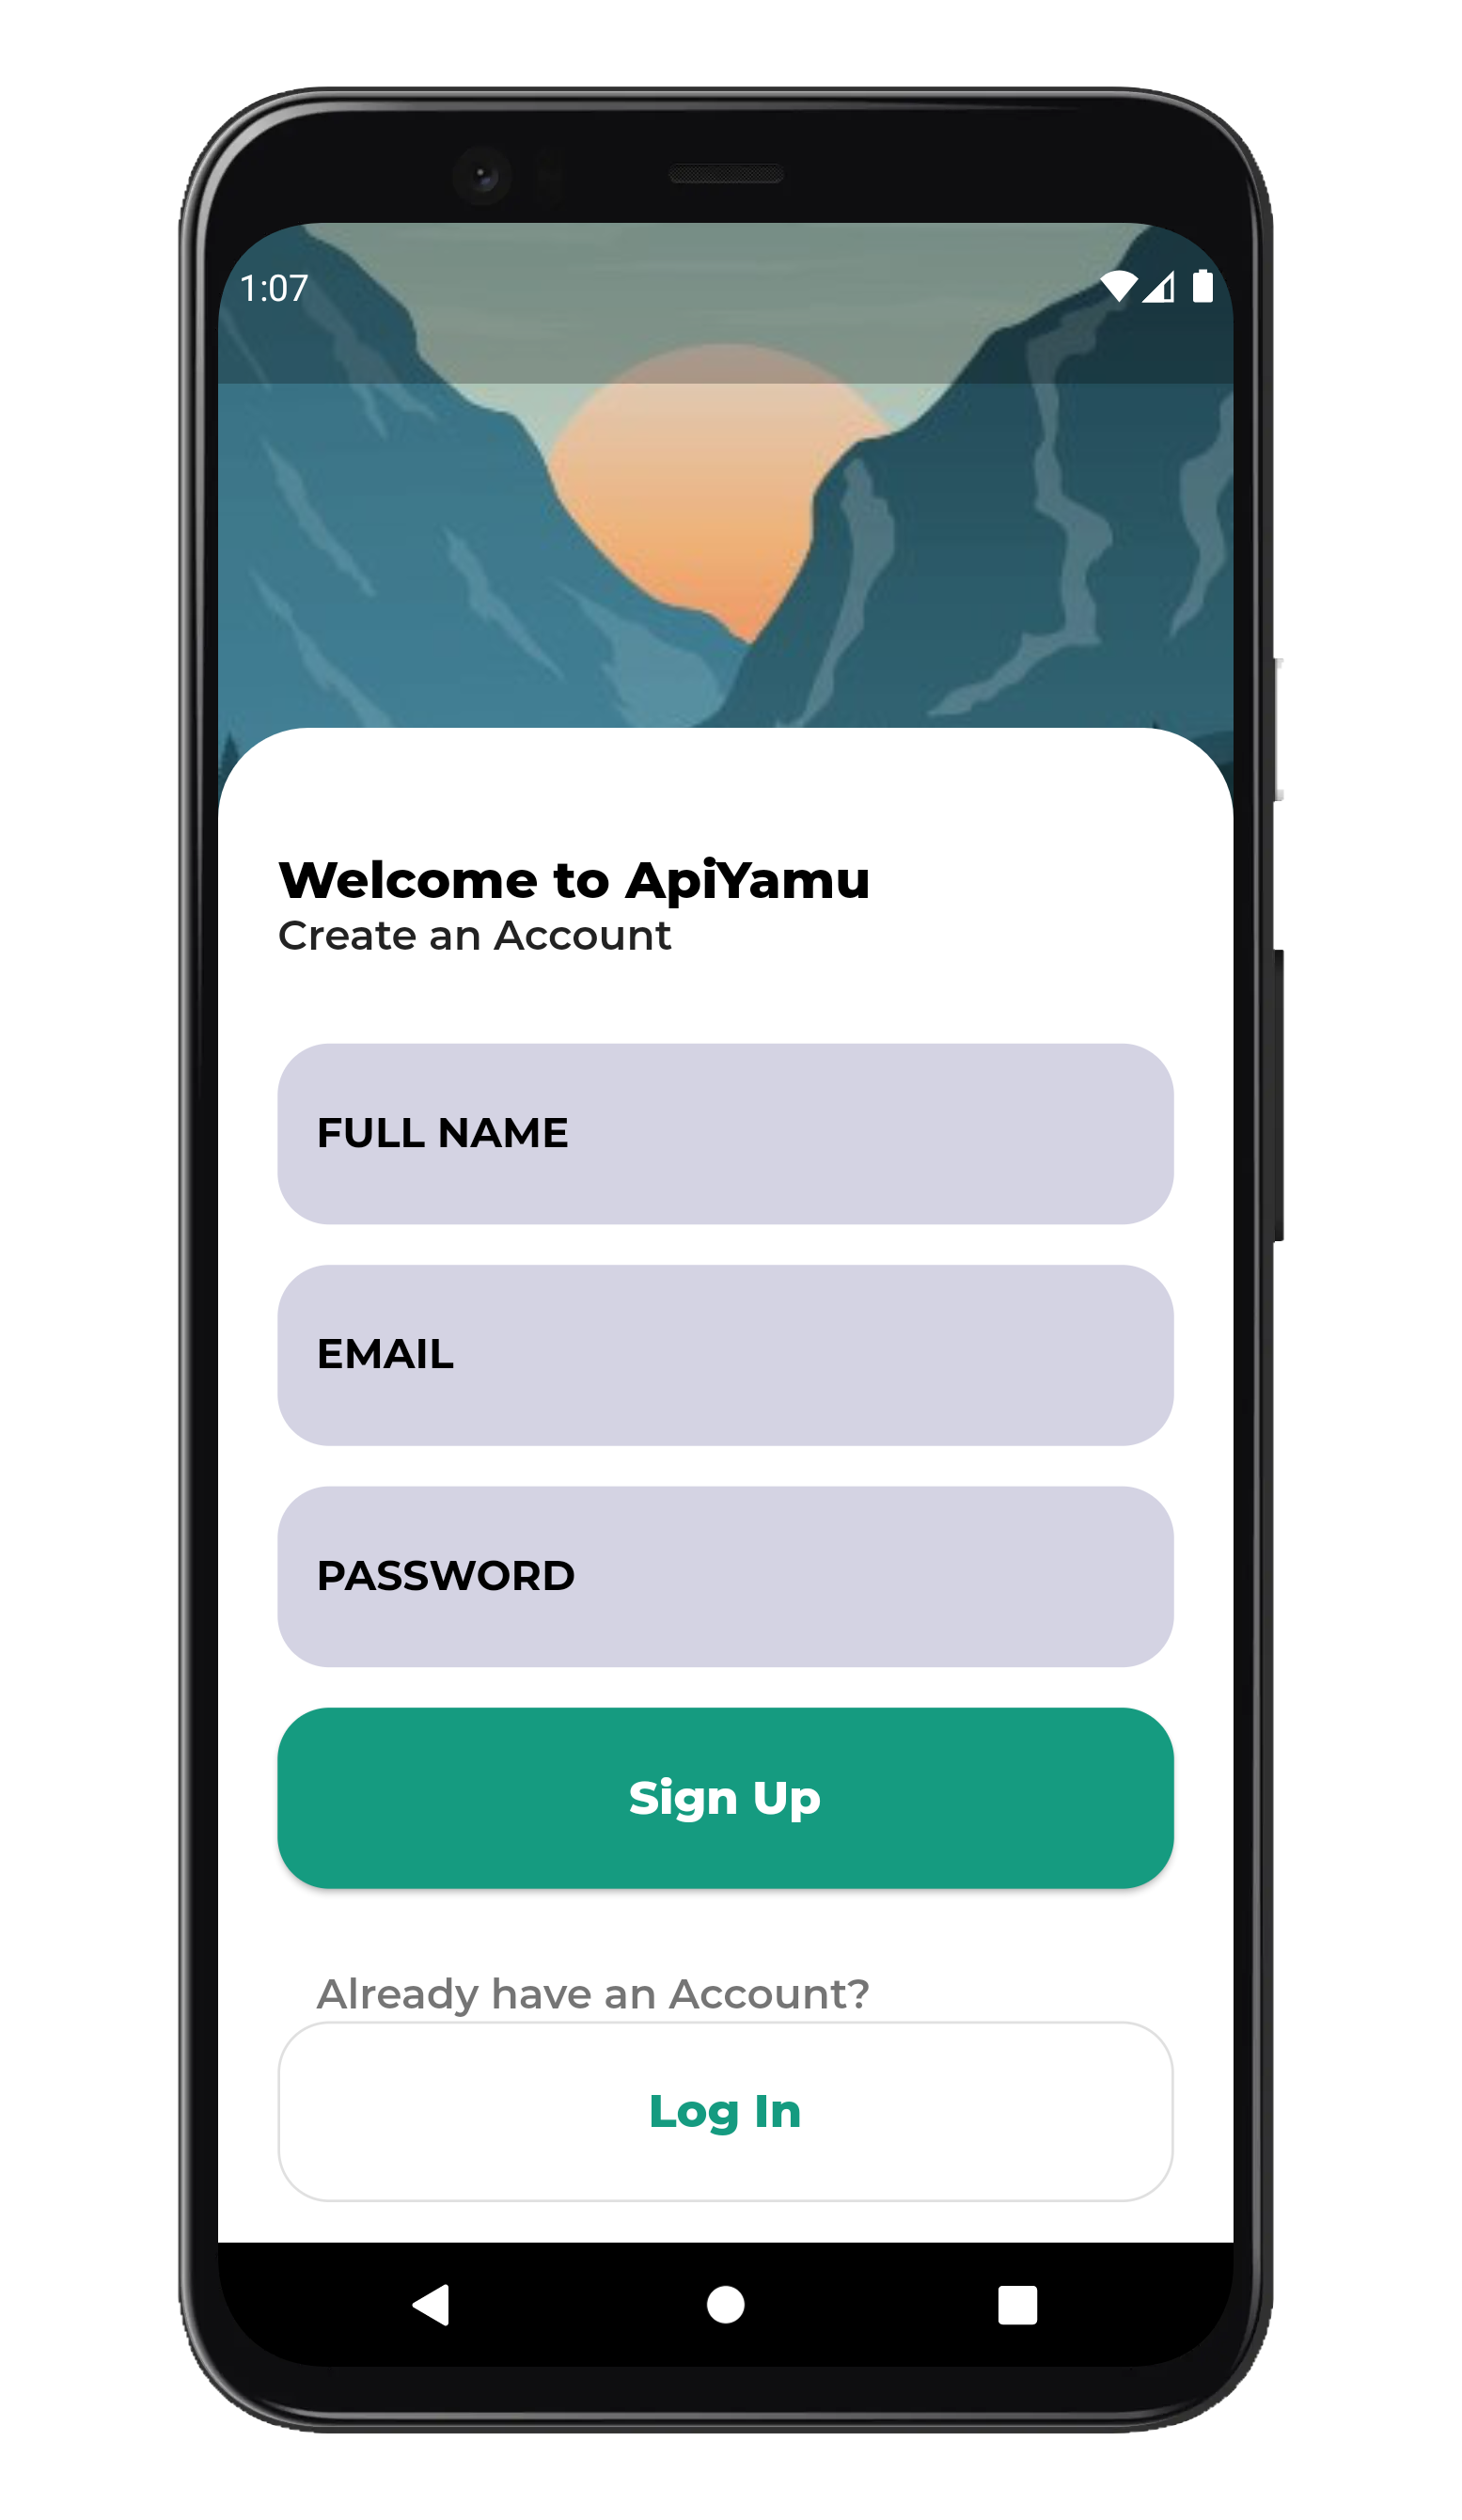 1:07
Welcome to ApiYamu
Create an Account
FULL NAME
EMAIL
PASSWORD
Sign Up
Already have an Account?
Log In